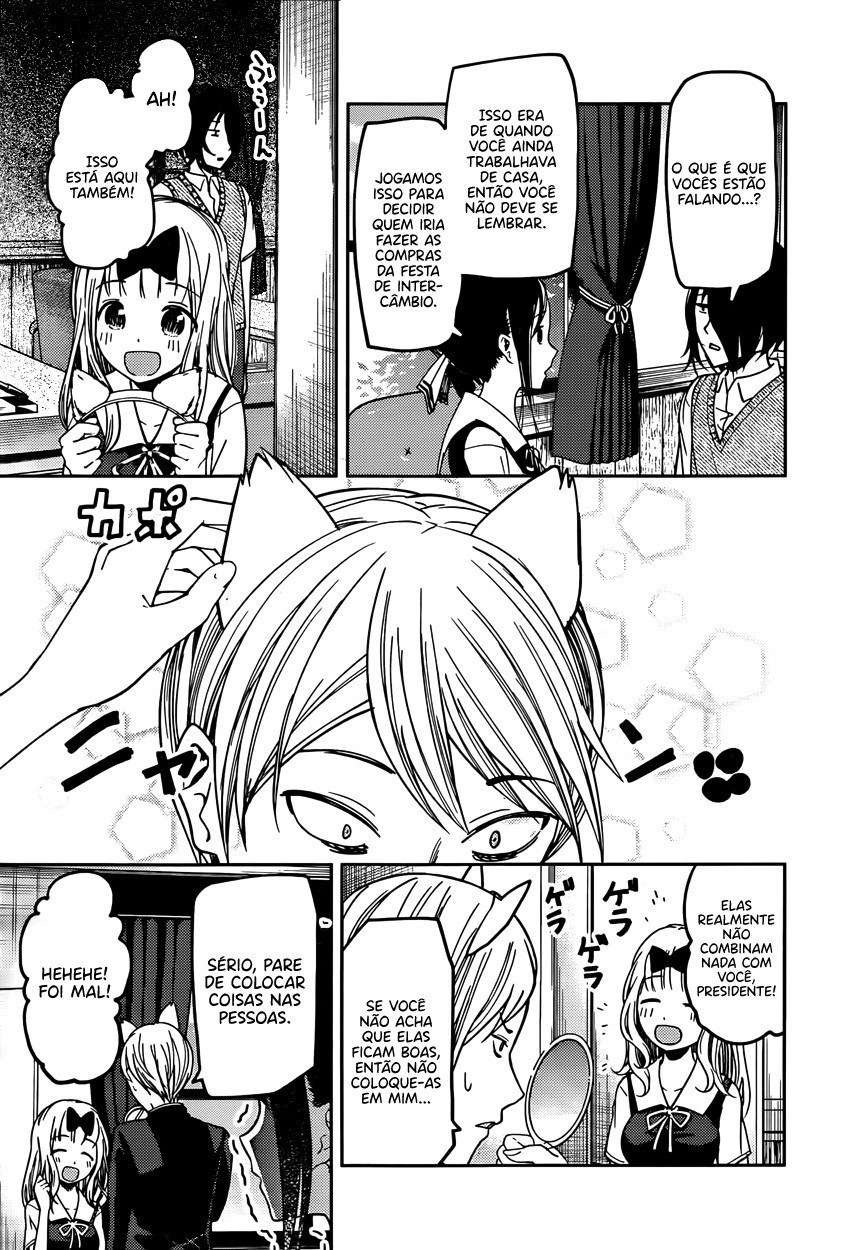 O QUE É QUE
VOCÊS ESTÃO
FALANDO...?
ISSO ERA
DE QUANDO
VOCÊ AINDA
TRABALHAVA
DE CASA,
ENTÃO VOCÊ
NÃO DEVE SE
LEMBRAR.
JOGAMOS
ISSO PARA
DECIDIR
QUEM IRIA
FAZER AS
COMPRAS
DA FESTA
DE INTER-
CÂMBIO.
ふぅーん
AH!
ISSO
ESTÁ AQUI
TAMBÉM!
カポ
ニャン
ELAS
REALMENTE
NÃO
COMBINAM
NADA COM
VOCÊ,
PRESIDENTE!
ゲラ
ゲラ
ゲラ
SE VOCÊ
NÃO ACHA
QUE ELAS
FICAM BOAS,
ENTÃO NÃO
COLOQUE-AS
EM MIM...
SÉRIO, PARE
DE COLOCAR
COISAS NAS
PESSOAS.
HEHEHE!
FOI MAL!